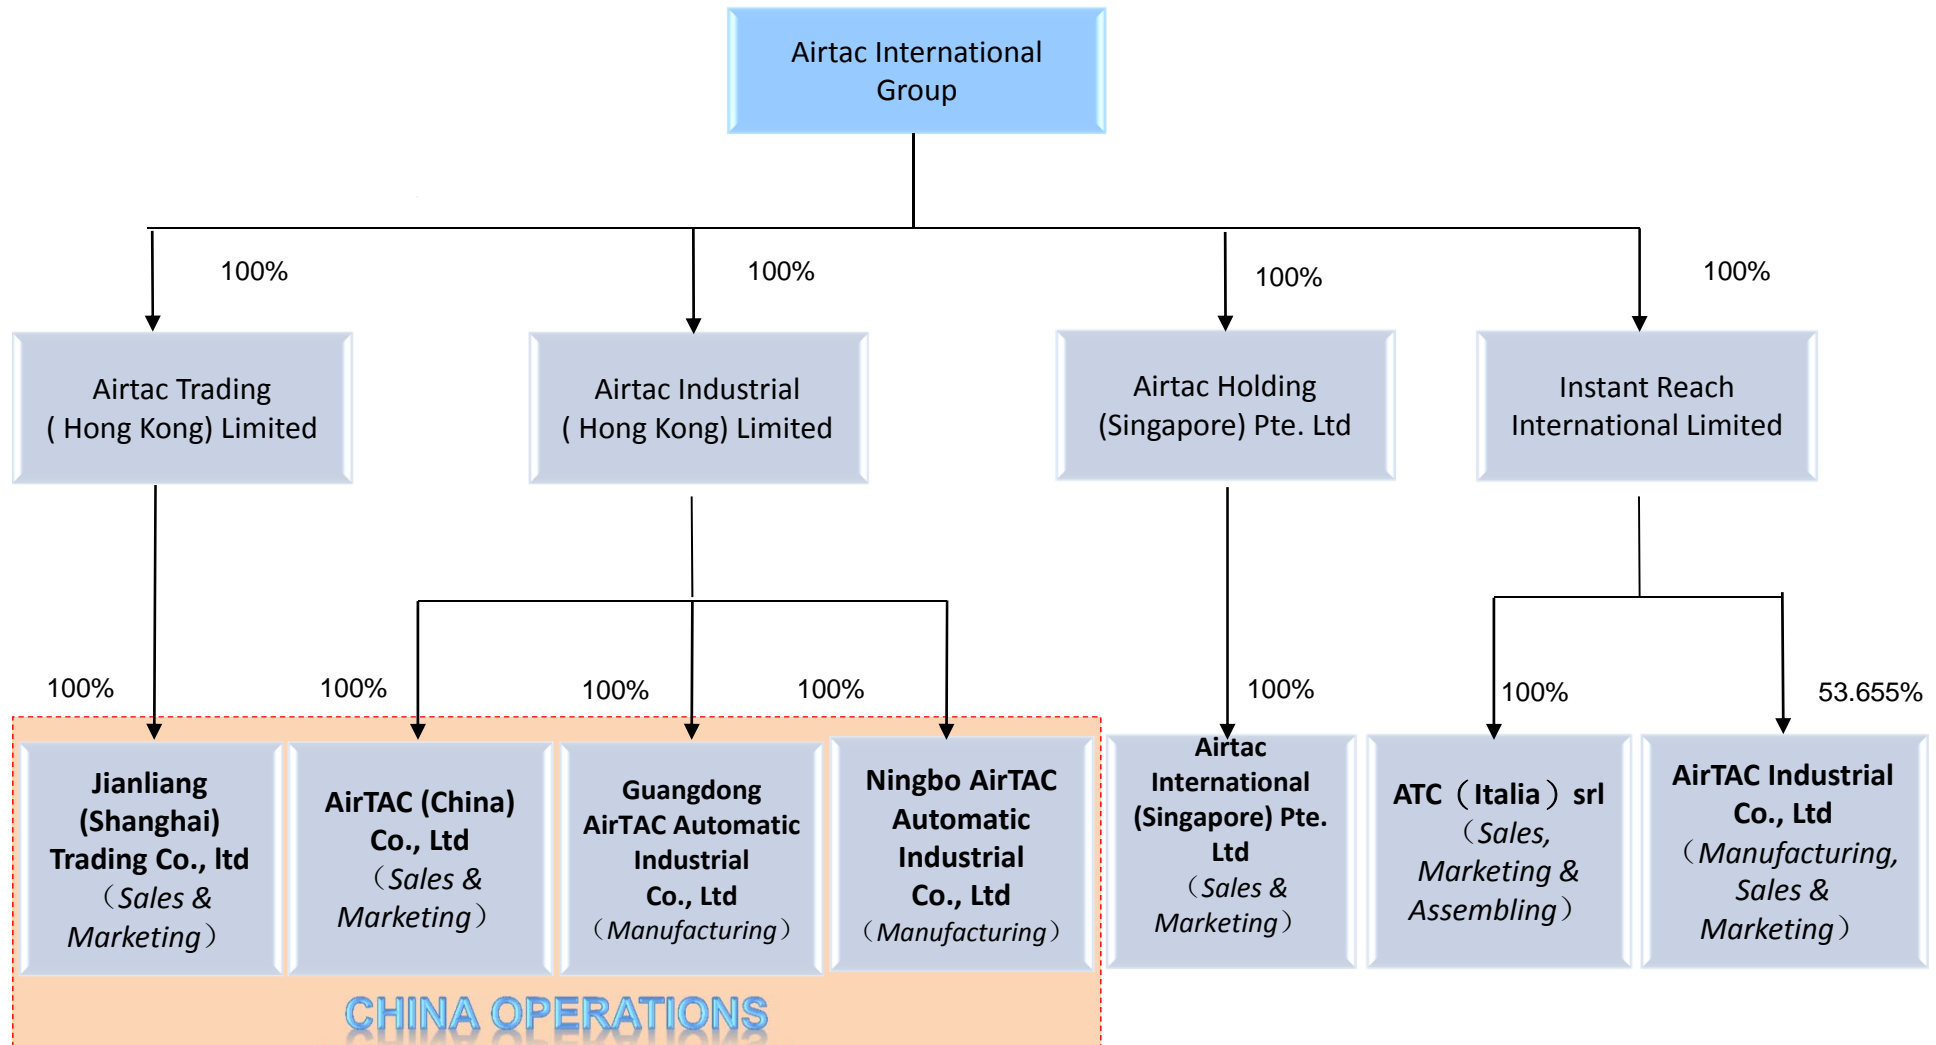 Airtac International
Group
100%
100%
100%
100%
Airtac Trading
( Hong Kong) Limited
Airtac Industrial
( Hong Kong) Limited
Airtac Holding
(Singapore) Pte. Ltd
Instant Reach
International Limited
100%
100%
100%
100%
100%
100%
53.655%
Jianliang
(Shanghai)
Trading Co., ltd
（Sales &
Marketing）
AirTAC (China)
Co., Ltd
（Sales &
Marketing）
Guangdong
AirTAC Automatic
Industrial
Co., Ltd
（Manufacturing）
Ningbo AirTAC
Automatic
Industrial
Co., Ltd
（Manufacturing）
Airtac
International
(Singapore) Pte.
Ltd
（Sales &
Marketing）
ATC（Italia）srl
（Sales,
Marketing &
Assembling）
AirTAC Industrial
Co., Ltd
（Manufacturing,
Sales &
Marketing）
CHINA OPERATIONS